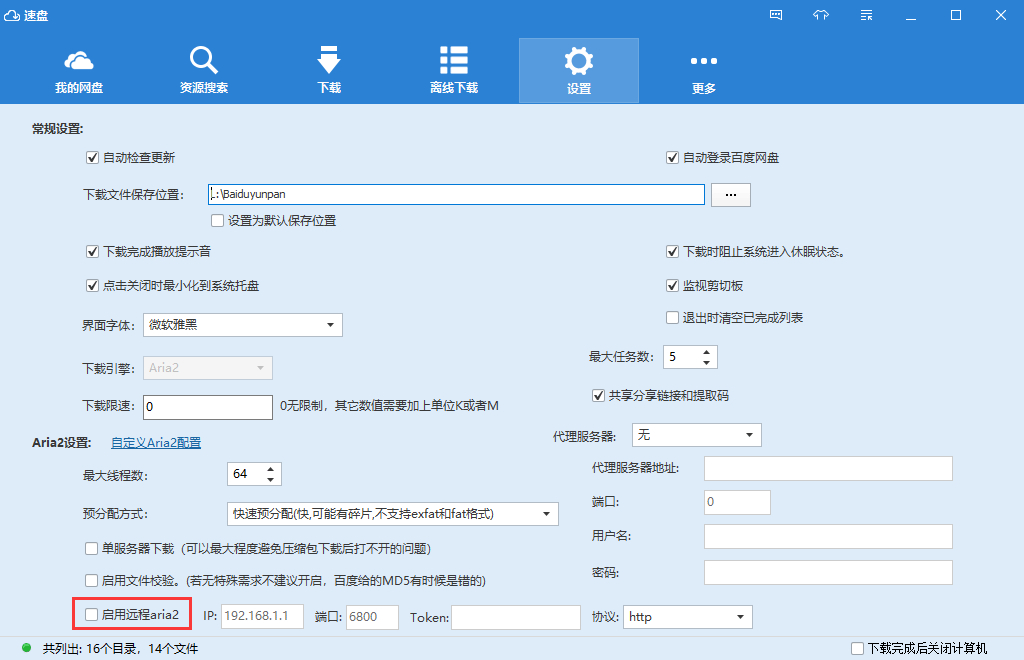 速盘
我的网盘
资源搜索
下载
离线下载
设置
更多
常规设置:
自动检查更新
自动登录百度网盘
下载文件保存位置:
L:\Baiduyunpan
...
设置为默认保存位置
下载完成播放提示音
下载时阻止系统进入休眠状态。
点击关闭时最小化到系统托盘
监视剪切板
界面字体: 微软雅黑
退出时清空已完成列表
最大任务数: 5
下载引擎: Aria2
共享分享链接和提取码
下载限速: 0 0无限制，其它数值需要加上单位K或者M
代理服务器: 无
Aria2设置: 自定义Aria2配置
代理服务器地址:
最大线程数: 64
端口: 0
预分配方式: 快速预分配(快,可能有碎片,不支持exfat和fat格式)
用户名:
单服务器下载 (可以最大程度避免压缩包下载后打不开的问题)
密码:
启用文件校验。(若无特殊需求不建议开启，百度给的MD5有时候是错的)
启用远程aria2 IP: 192.168.1.1 端口: 6800 Token: 协议: http
共列出: 16个目录，14个文件
下载完成后关闭计算机